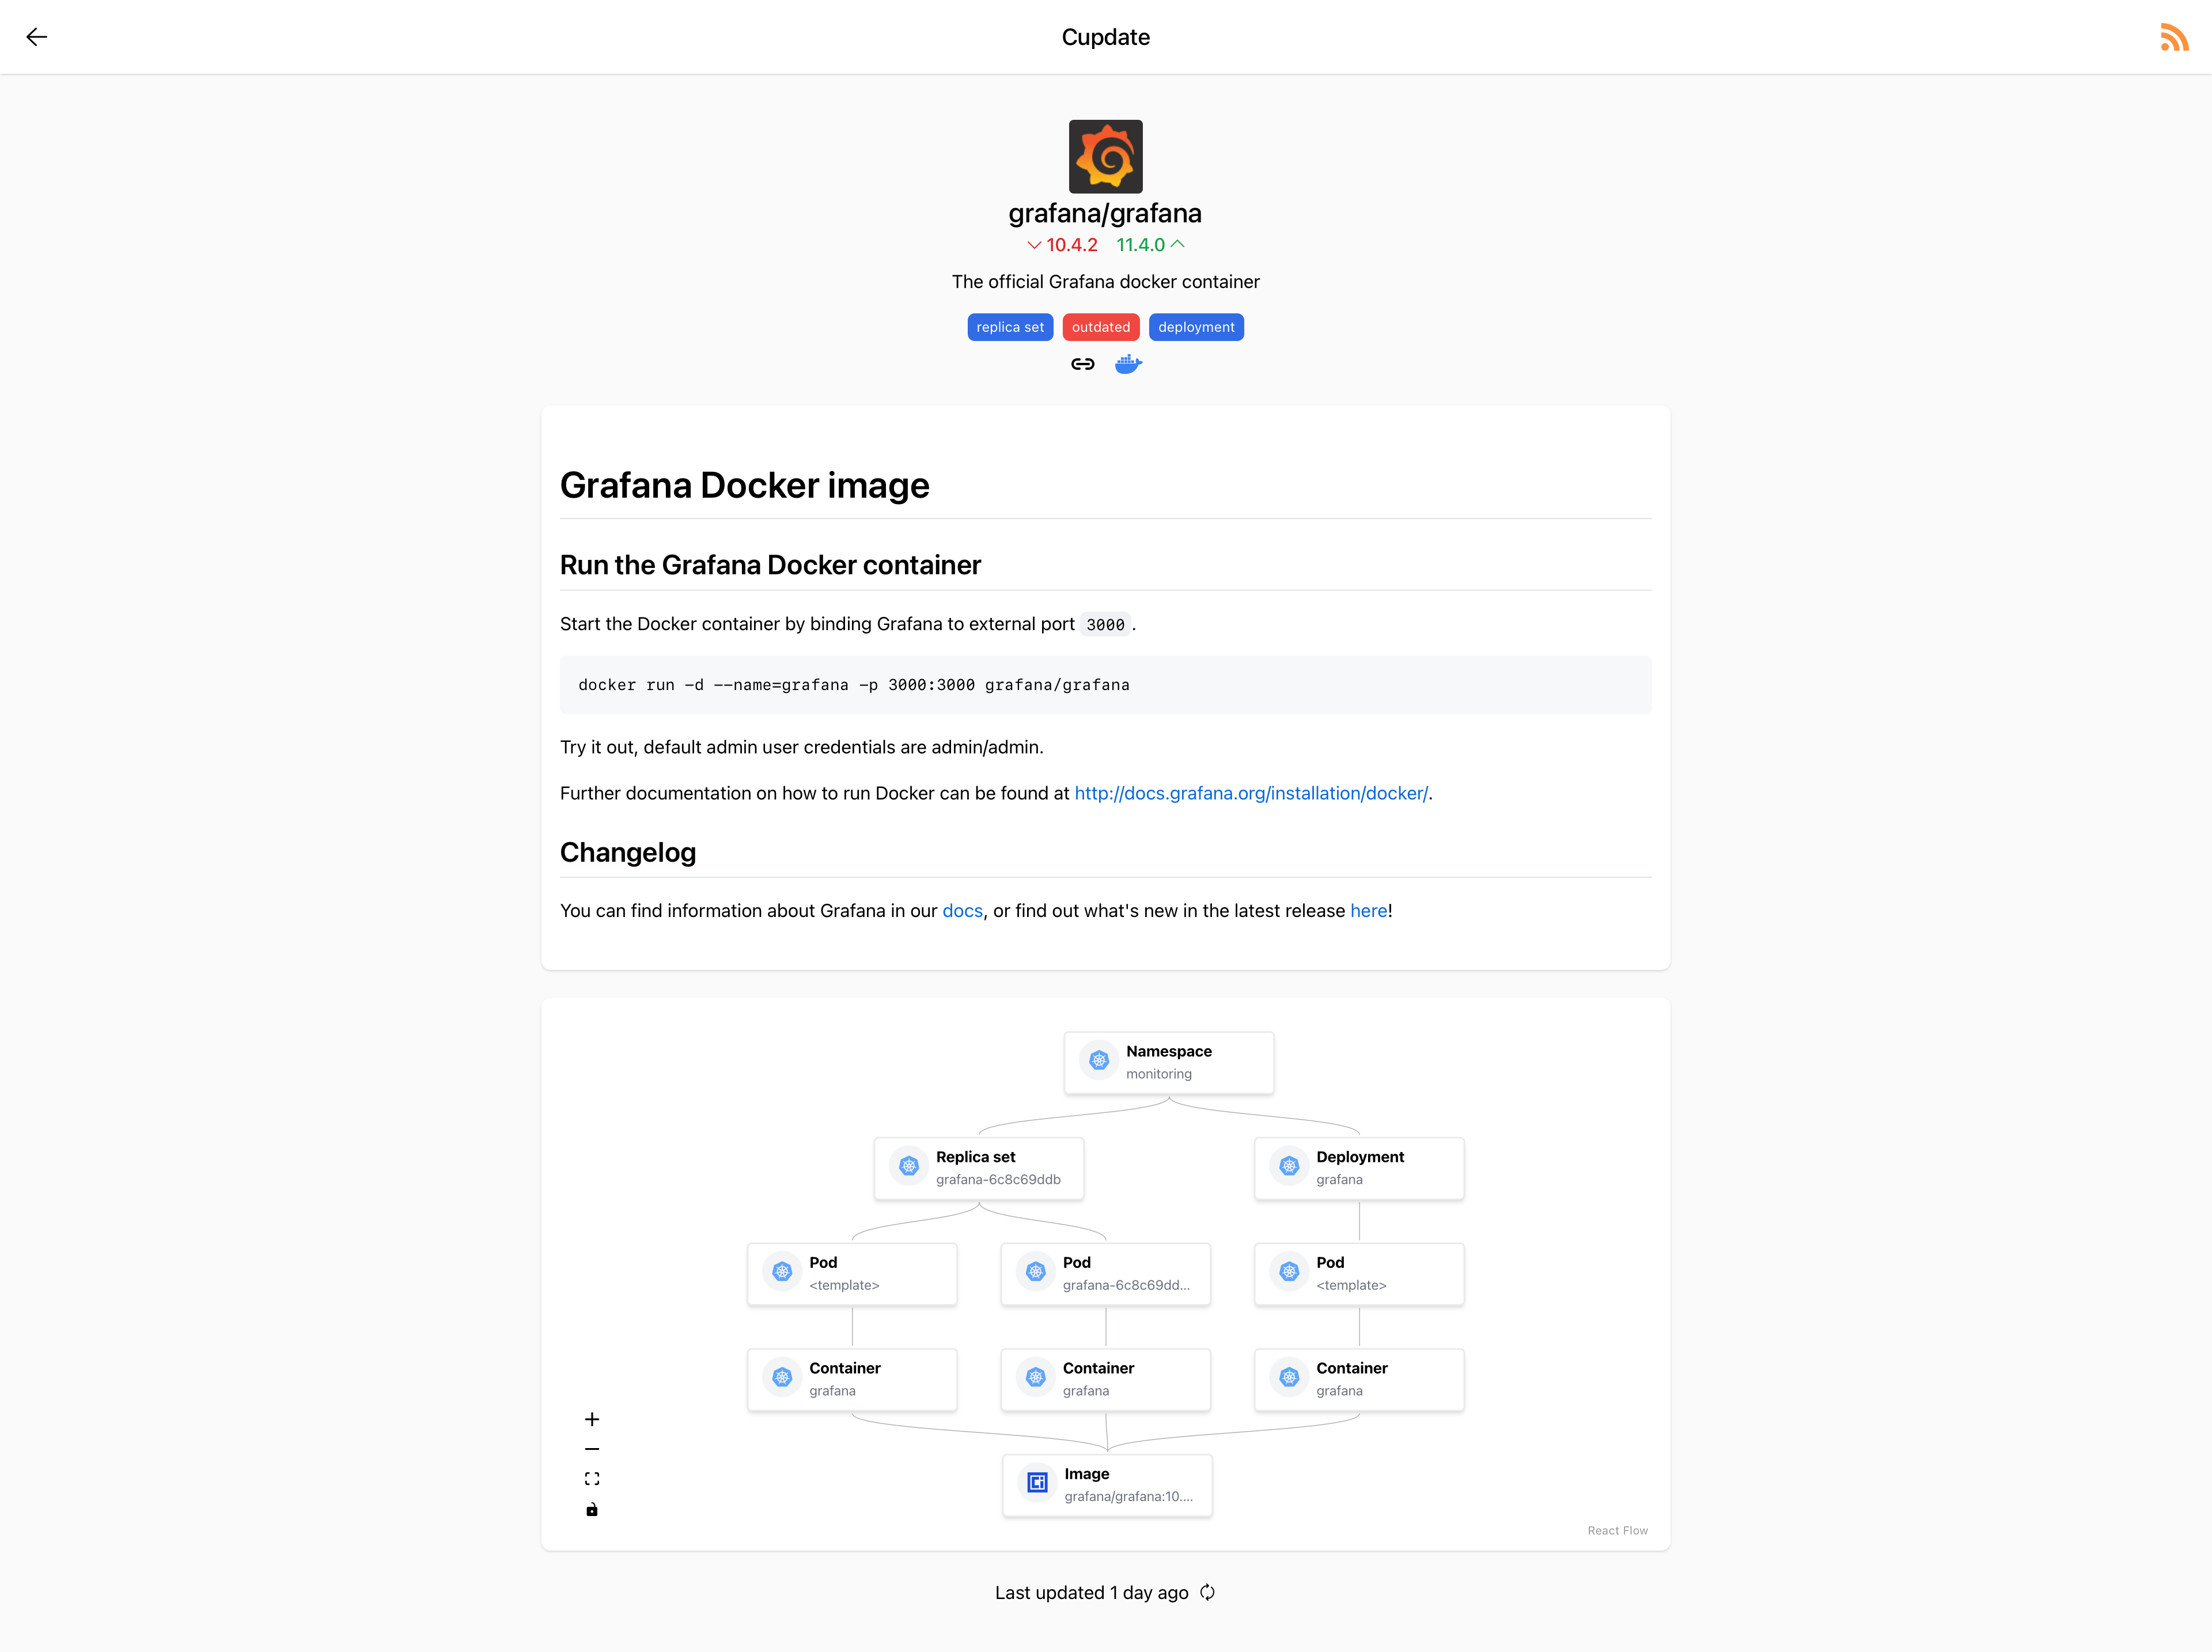 Cupdate
grafana/grafana
10.4.2 11.4.0
The official Grafana docker container
replica set outdated deployment
Grafana Docker image
Run the Grafana Docker container
Start the Docker container by binding Grafana to external port 3000.
docker run -d --name=grafana -p 3000:3000 grafana/grafana
Try it out, default admin user credentials are admin/admin.
Further documentation on how to run Docker can be found at http://docs.grafana.org/installation/docker/.
Changelog
You can find information about Grafana in our docs, or find out what's new in the latest release here!
Namespace
monitoring
Replica set
grafana-6c8c69ddb
Deployment
grafana
Pod
<template>
Pod
grafana-6c8c69dd...
Pod
<template>
Container
grafana
Container
grafana
Container
grafana
Image
grafana/grafana:10....
React Flow
Last updated 1 day ago